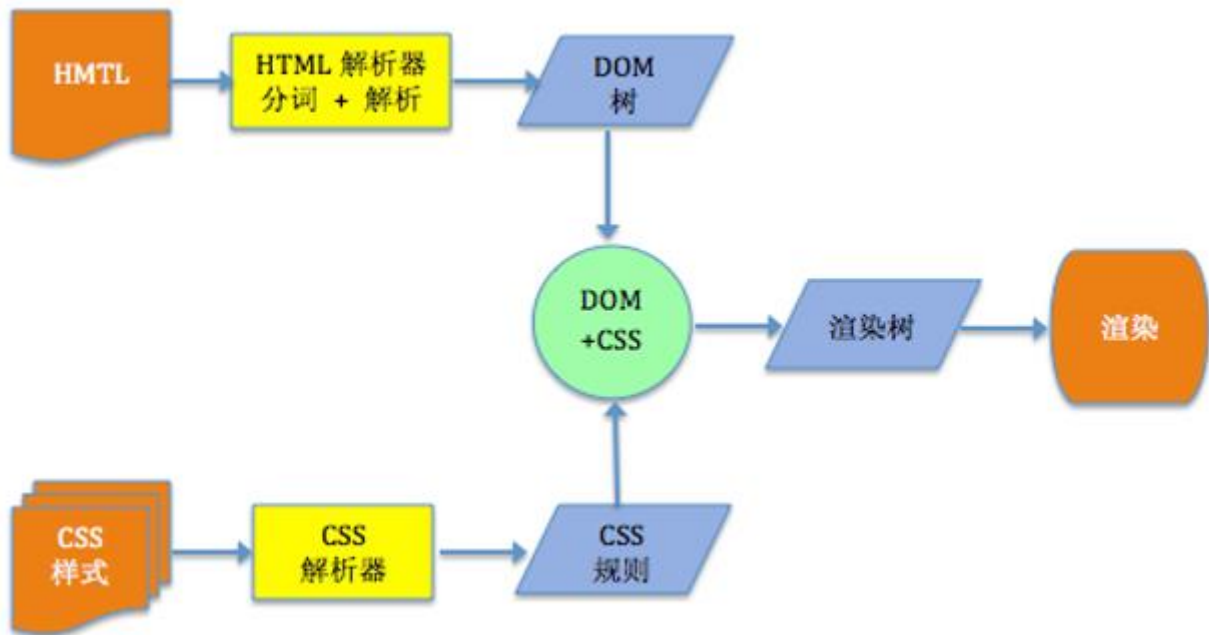 HMTL
HTML 解析器
分词 + 解析
DOM
树
DOM
+CSS
渲染树
渲染
CSS
样式
CSS
解析器
CSS
规则